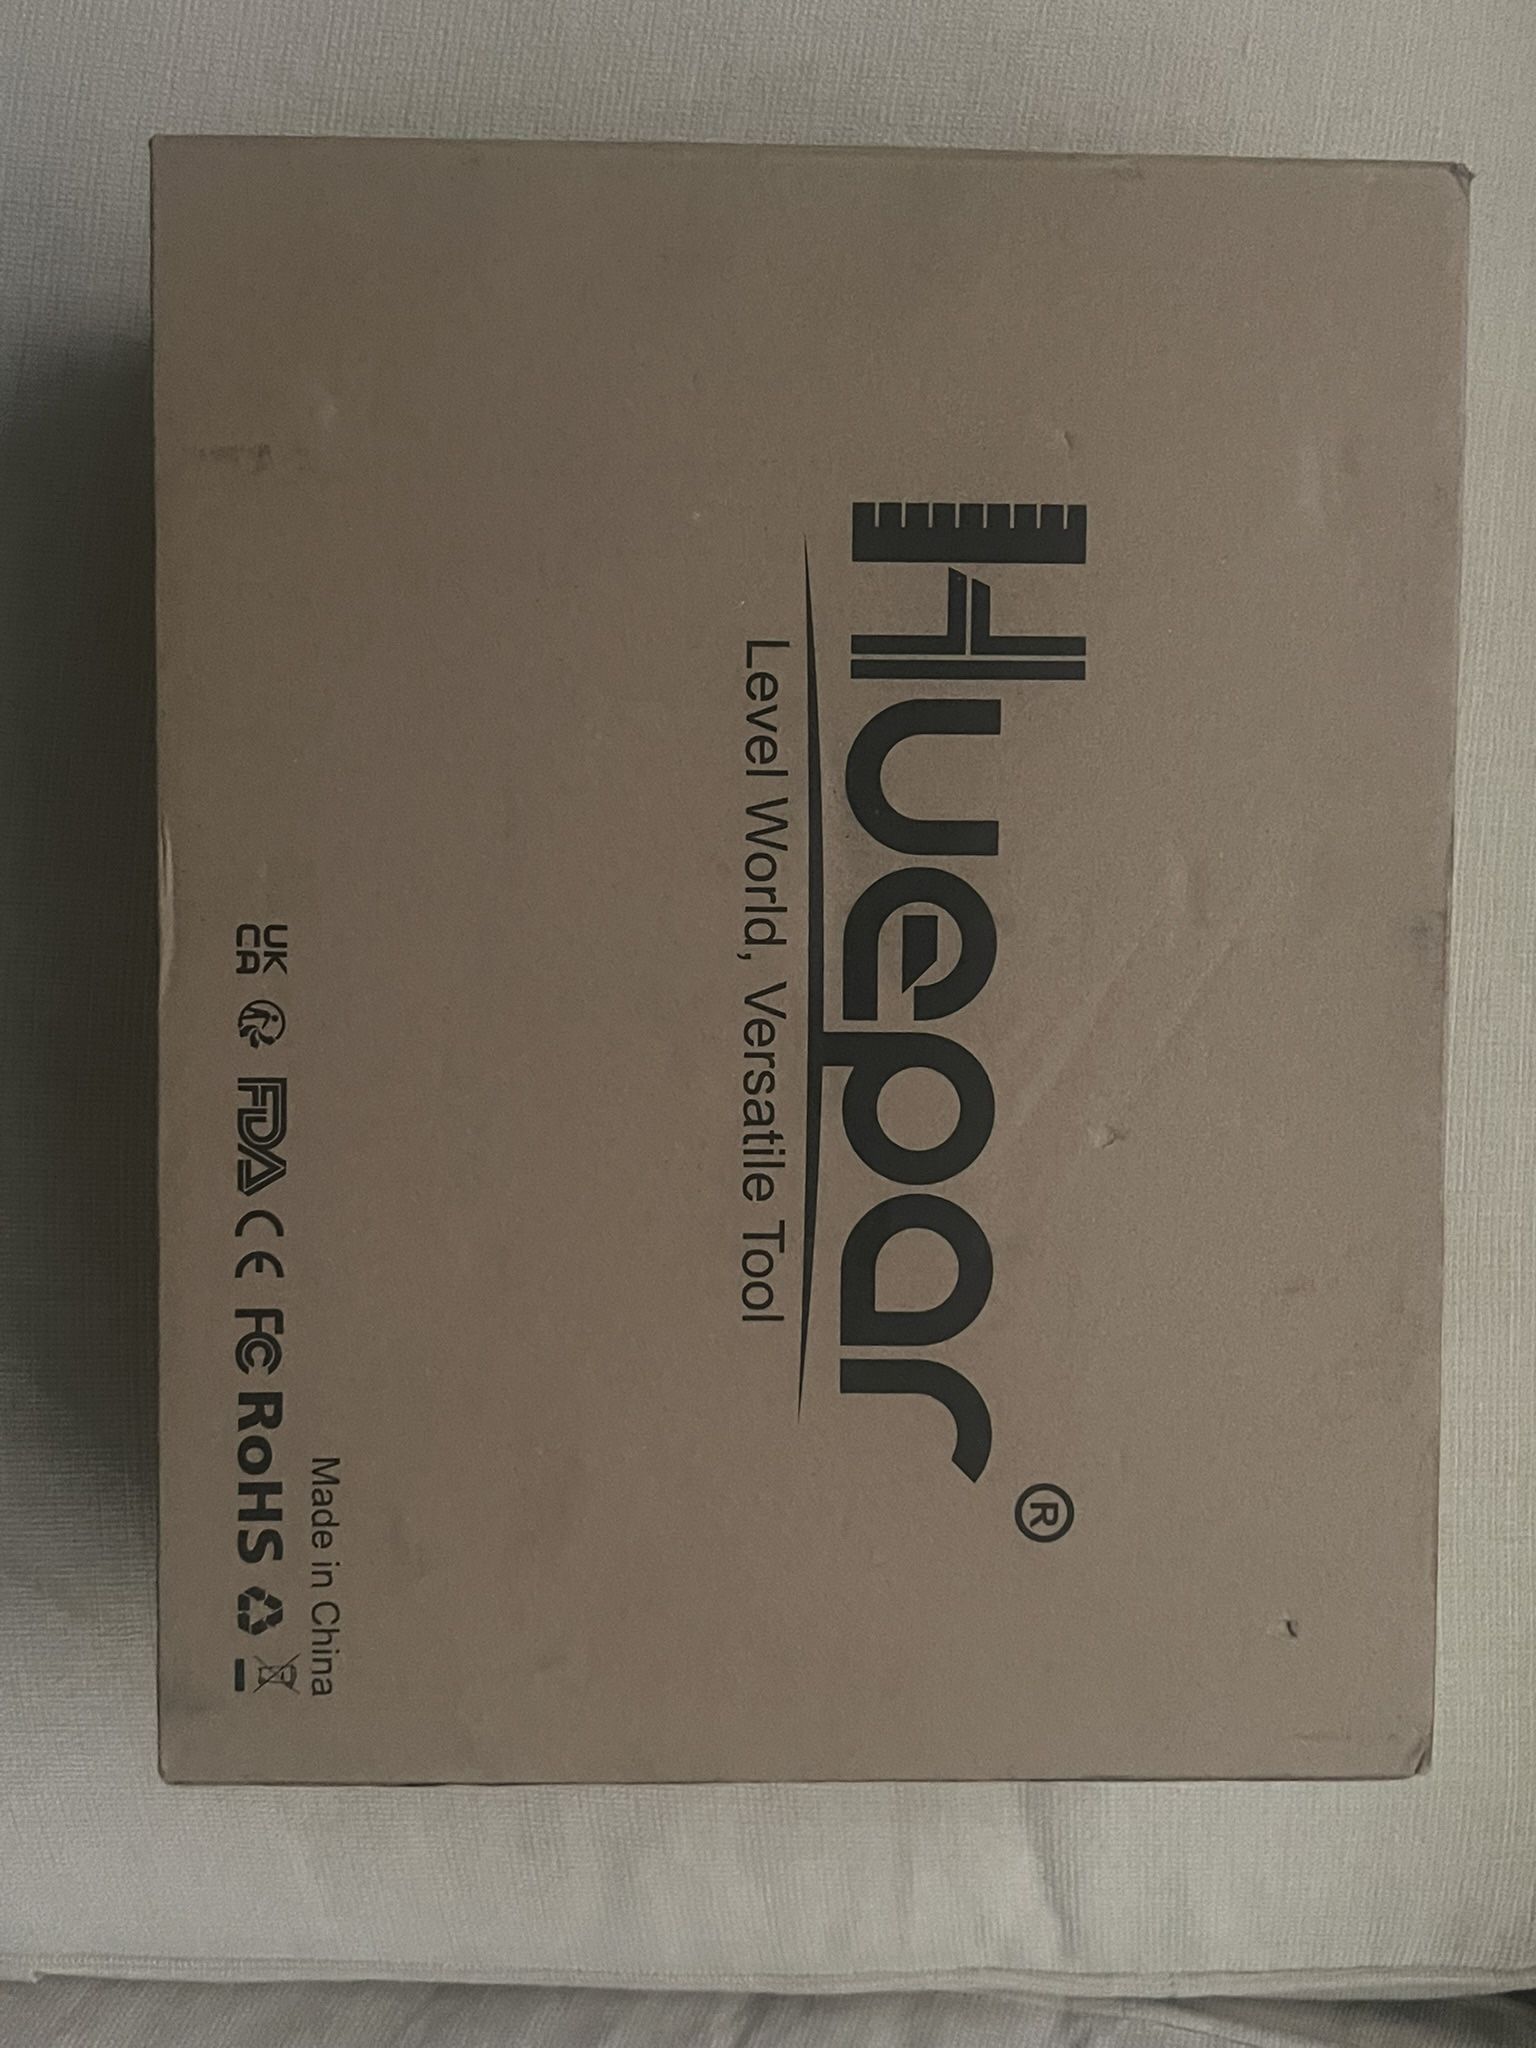 Huepar®
Level World, Versatile Tool
Made in China
UK
CA FDA CE FC RoHS